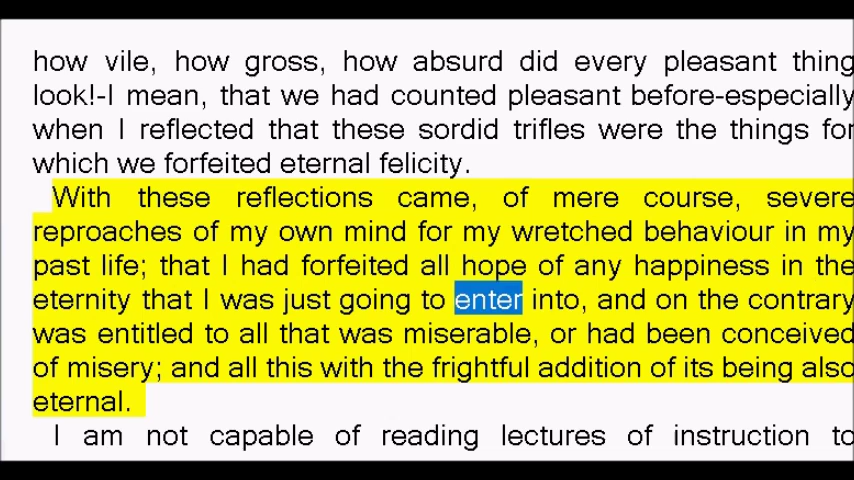 how vile, how gross, how absurd did every pleasant thing
look!-I mean, that we had counted pleasant before-especially
when I reflected that these sordid trifles were the things for
which we forfeited eternal felicity.
With these reflections came, of mere course, severe
reproaches of my own mind for my wretched behaviour in my
past life; that I had forfeited all hope of any happiness in the
eternity that I was just going to enter into, and on the contrary
was entitled to all that was miserable, or had been conceived
of misery; and all this with the frightful addition of its being also
eternal.
I am not capable of reading lectures of instruction to